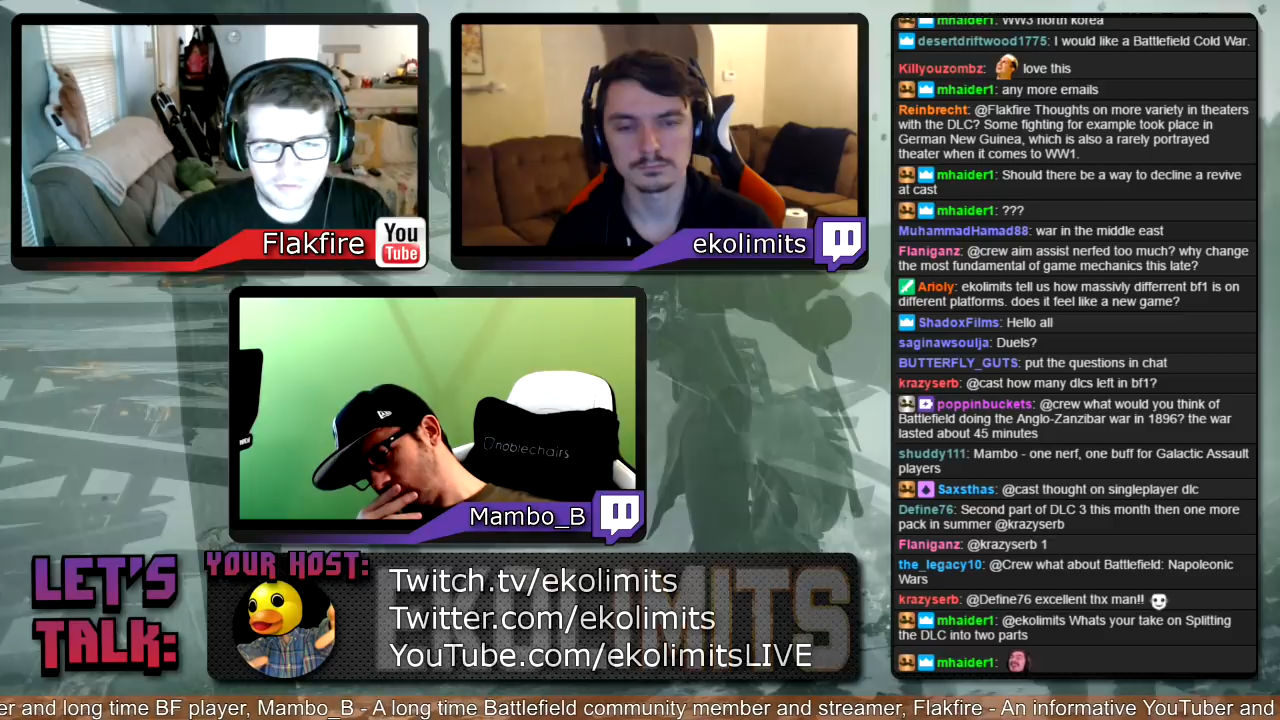 Flakfire
You
Tube
ekolimits
noblechairs
Mambo_B
LET'S
TALK:
YOUR HOST:
Twitch.tv/ekolimits
Twitter.com/ekolimits
YouTube.com/ekolimitsLIVE
mhaider1: WW3 north korea
desertdriftwood1775: I would like a Battlefield Cold War.
Killyouzombz: love this
mhaider1: any more emails
Reinbrecht: @Flakfire Thoughts on more variety in theaters
with the DLC? Some fighting for example took place in
German New Guinea, which is also a rarely portrayed
theater when it comes to WW1.
mhaider1: Should there be a way to decline a revive
at cast
mhaider1: ???
MuhammadHamad88: war in the middle east
Flaniganz: @crew aim assist nerfed too much? why change
the most fundamental of game mechanics this late?
Arioly: ekolimits tell us how massivly differrent bf1 is on
different platforms. does it feel like a new game?
ShadoxFilms: Hello all
saginawsoulja: Duels?
BUTTERFLY_GUTS: put the questions in chat
krazyserb: @cast how many dlcs left in bf1?
poppinbuckets: @crew what would you think of
Battlefield doing the Anglo-Zanzibar war in 1896? the war
lasted about 45 minutes
shuddy111: Mambo - one nerf, one buff for Galactic Assault
players
Saxsthas: @cast thought on singleplayer dlc
Define76: Second part of DLC 3 this month then one more
pack in summer @krazyserb
Flaniganz: @krazyserb 1
the_legacy10: @Crew what about Battlefield: Napoleonic
Wars
krazyserb: @Define76 excellent thx man!!
mhaider1: @ekolimits Whats your take on Splitting
the DLC into two parts
mhaider1:
er and long time BF player, Mambo_B - A long time Battlefield community member and streamer, Flakfire - An informative YouTuber and